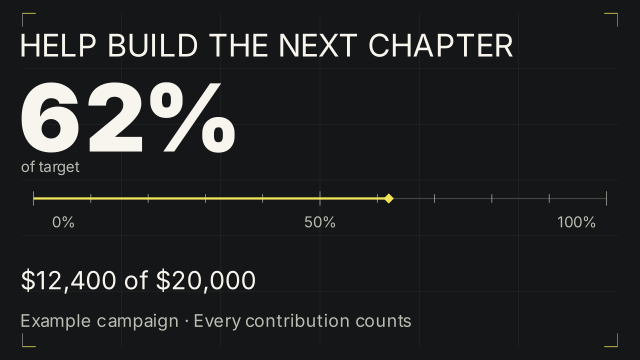 HELP BUILD THE NEXT CHAPTER
62%
of target
0% 50% 100%
$12,400 of $20,000
Example campaign · Every contribution counts